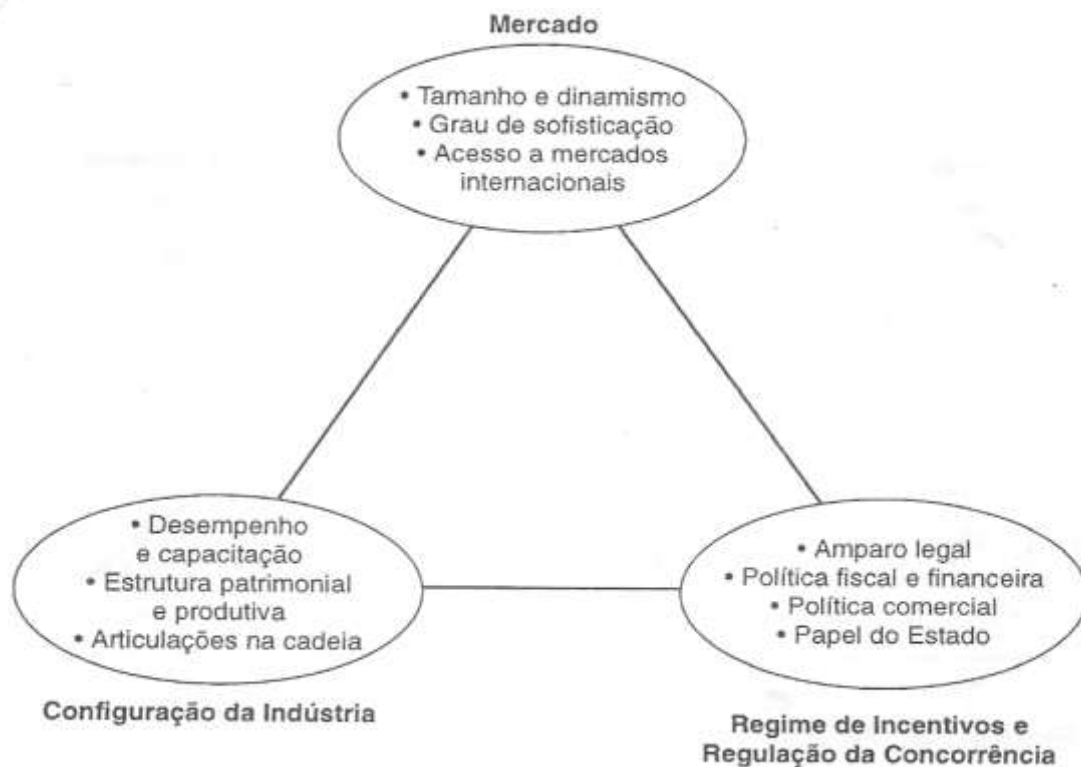 Mercado
• Tamanho e dinamismo
• Grau de sofisticação
• Acesso a mercados
internacionais
• Desempenho
e capacitação
• Estrutura patrimonial
e produtiva
• Articulações na cadeia
Configuração da Indústria
• Amparo legal
• Política fiscal e financeira
• Política comercial
• Papel do Estado
Regime de Incentivos e
Regulação da Concorrência